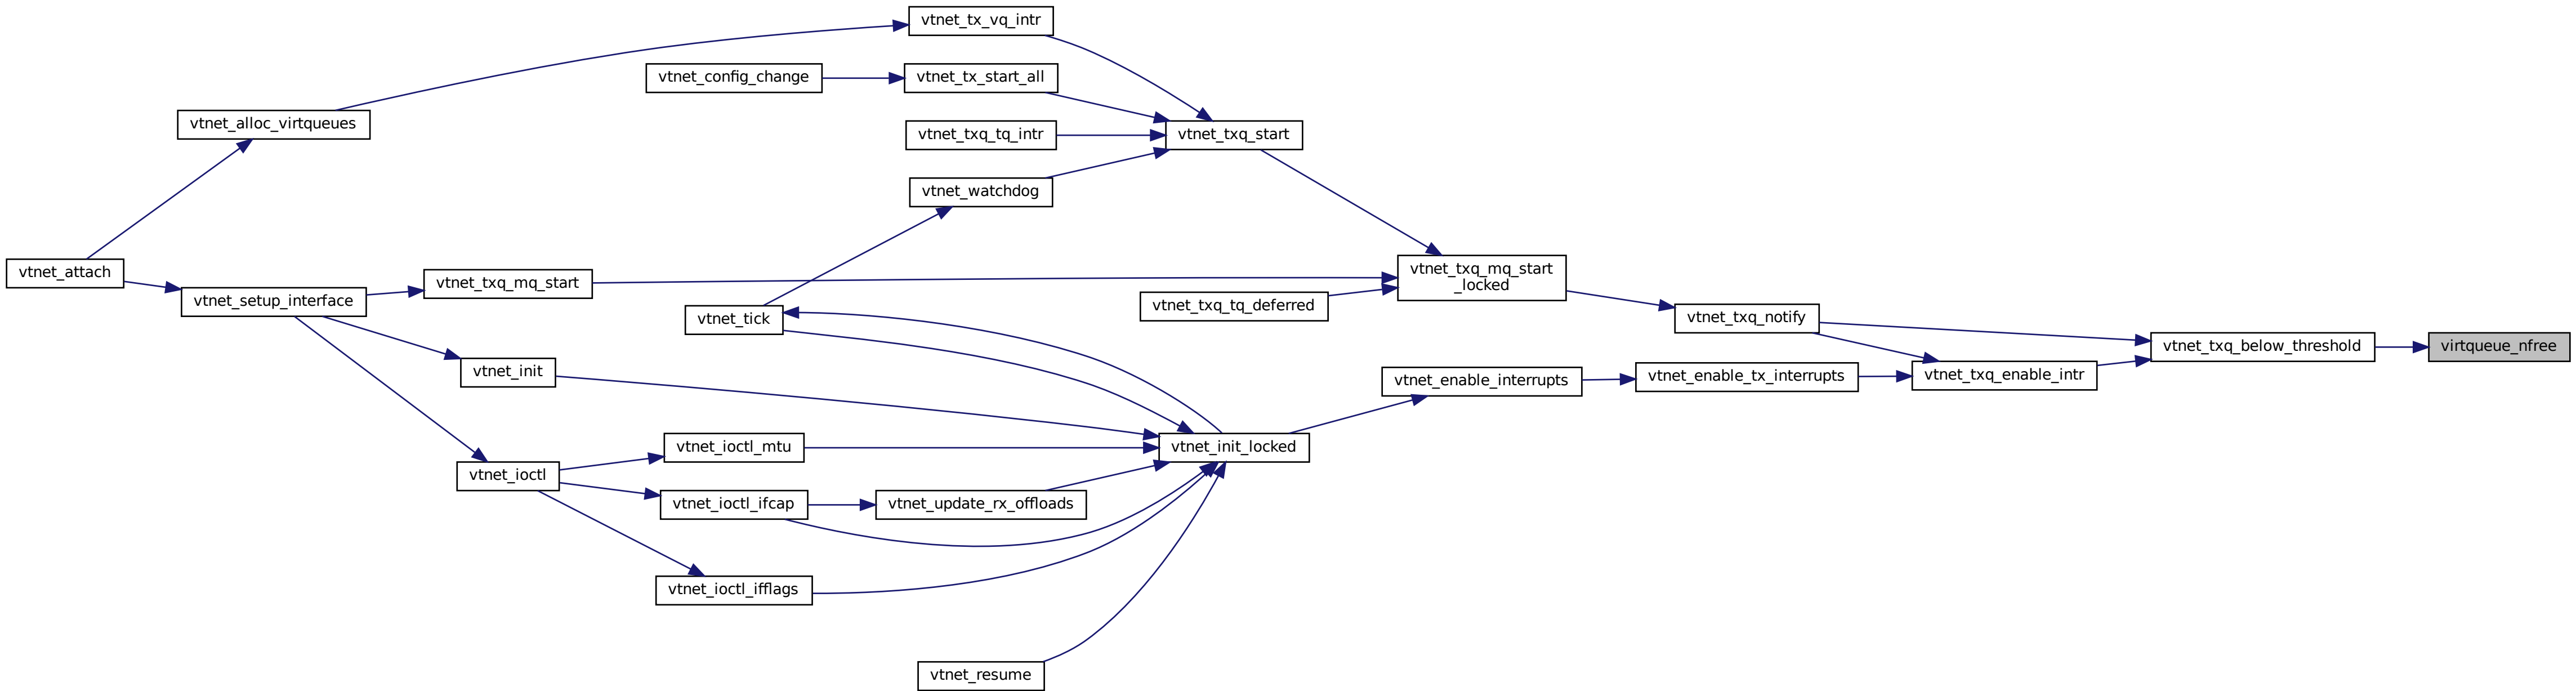 vtnet_tx_vq_intr
vtnet_config_change
vtnet_tx_start_all
vtnet_alloc_virtqueues
vtnet_txq_tq_intr
vtnet_txq_start
vtnet_watchdog
vtnet_attach
vtnet_setup_interface
vtnet_txq_mq_start
vtnet_txq_mq_start
_locked
vtnet_txq_tq_deferred
vtnet_tick
vtnet_txq_notify
vtnet_txq_below_threshold
virtqueue_nfree
vtnet_init
vtnet_enable_interrupts
vtnet_enable_tx_interrupts
vtnet_txq_enable_intr
vtnet_ioctl_mtu
vtnet_init_locked
vtnet_ioctl
vtnet_ioctl_ifcap
vtnet_update_rx_offloads
vtnet_ioctl_ifflags
vtnet_resume